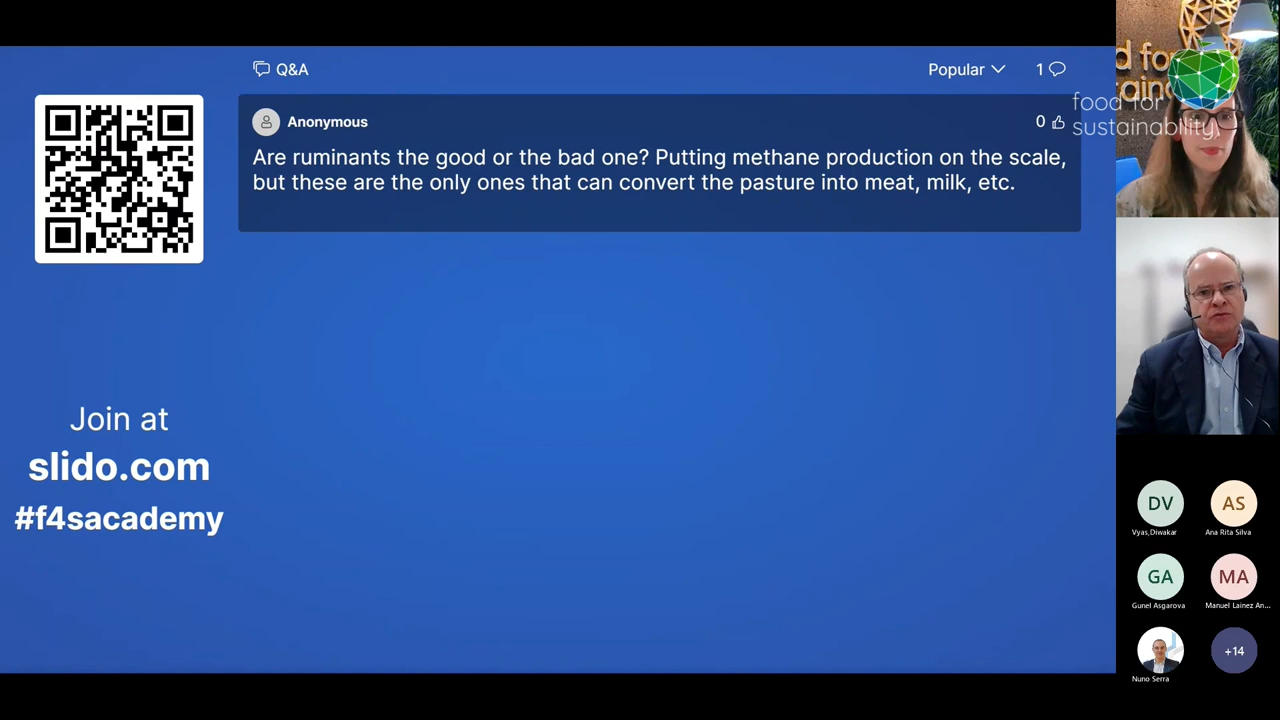 Q&A
Popular
1
Anonymous
0
Are ruminants the good or the bad one? Putting methane production on the scale,
but these are the only ones that can convert the pasture into meat, milk, etc.
Join at
slido.com
#f4sacademy
food for
sustainability
DV
Vyas,Diwakar
AS
Ana Rita Silva
GA
Gunel Asgarova
MA
Manuel Lainez An...
Nuno Serra
+14